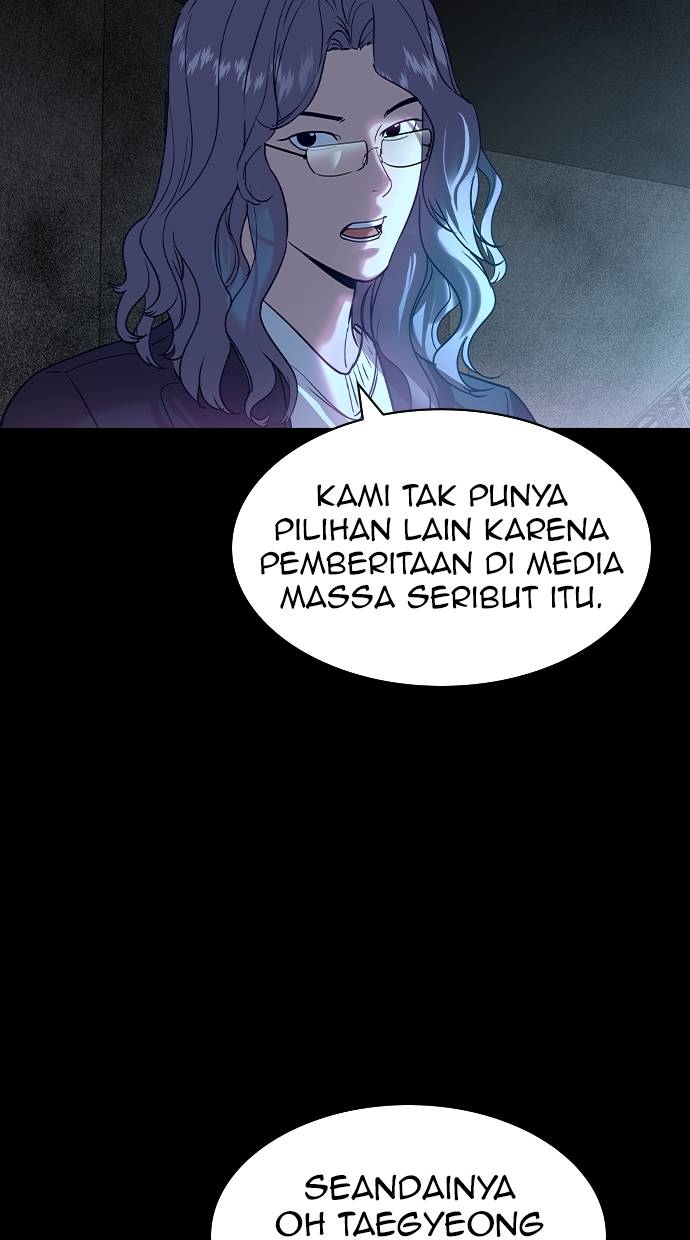 KAMI TAK PUNYA
PILIHAN LAIN KARENA
PEMBERITAAN DI MEDIA
MASSA SERIBUT ITU.
SEANDAINYA
OH TAEGYEONG